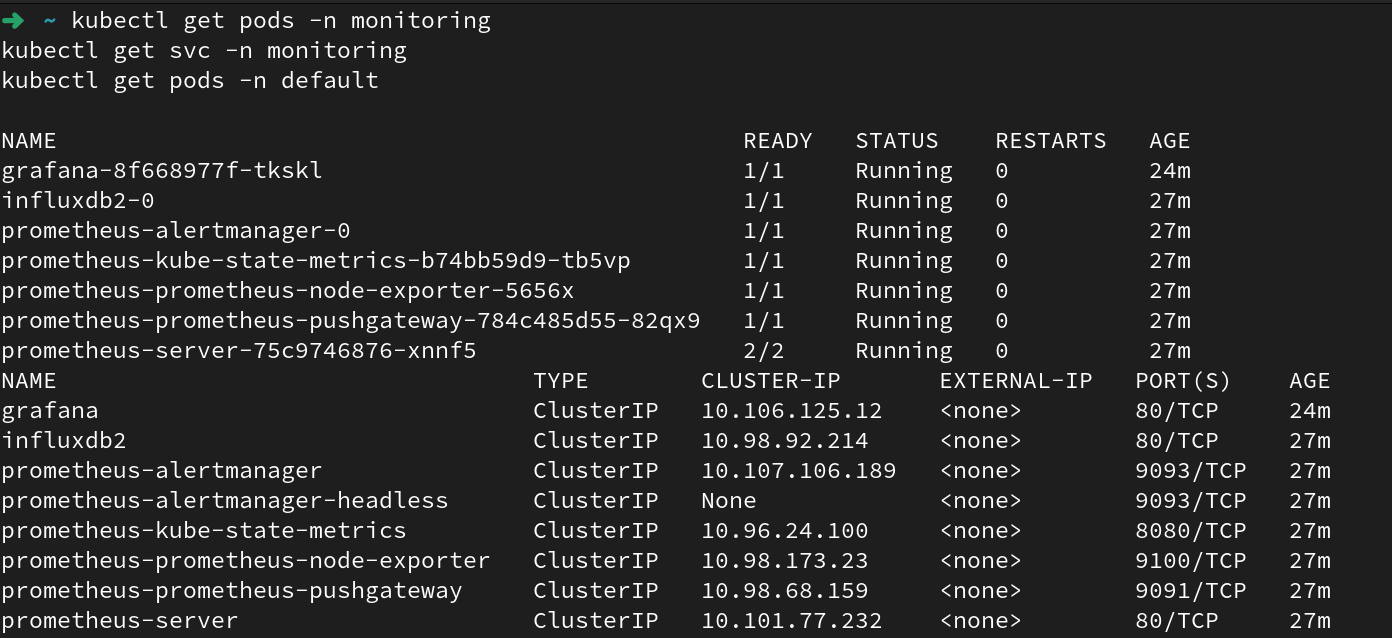 ➜ ~ kubectl get pods -n monitoring
kubectl get svc -n monitoring
kubectl get pods -n default
NAME READY STATUS RESTARTS AGE
grafana-8f668977f-tkskl 1/1 Running 0 24m
influxdb2-0 1/1 Running 0 27m
prometheus-alertmanager-0 1/1 Running 0 27m
prometheus-kube-state-metrics-b74bb59d9-tb5vp 1/1 Running 0 27m
prometheus-prometheus-node-exporter-5656x 1/1 Running 0 27m
prometheus-prometheus-pushgateway-784c485d55-82qx9 1/1 Running 0 27m
prometheus-server-75c9746876-xnnf5 2/2 Running 0 27m
NAME TYPE CLUSTER-IP EXTERNAL-IP PORT(S) AGE
grafana ClusterIP 10.106.125.12 <none> 80/TCP 24m
influxdb2 ClusterIP 10.98.92.214 <none> 80/TCP 27m
prometheus-alertmanager ClusterIP 10.107.106.189 <none> 9093/TCP 27m
prometheus-alertmanager-headless ClusterIP None <none> 9093/TCP 27m
prometheus-kube-state-metrics ClusterIP 10.96.24.100 <none> 8080/TCP 27m
prometheus-prometheus-node-exporter ClusterIP 10.98.173.23 <none> 9100/TCP 27m
prometheus-prometheus-pushgateway ClusterIP 10.98.68.159 <none> 9091/TCP 27m
prometheus-server ClusterIP 10.101.77.232 <none> 80/TCP 27m